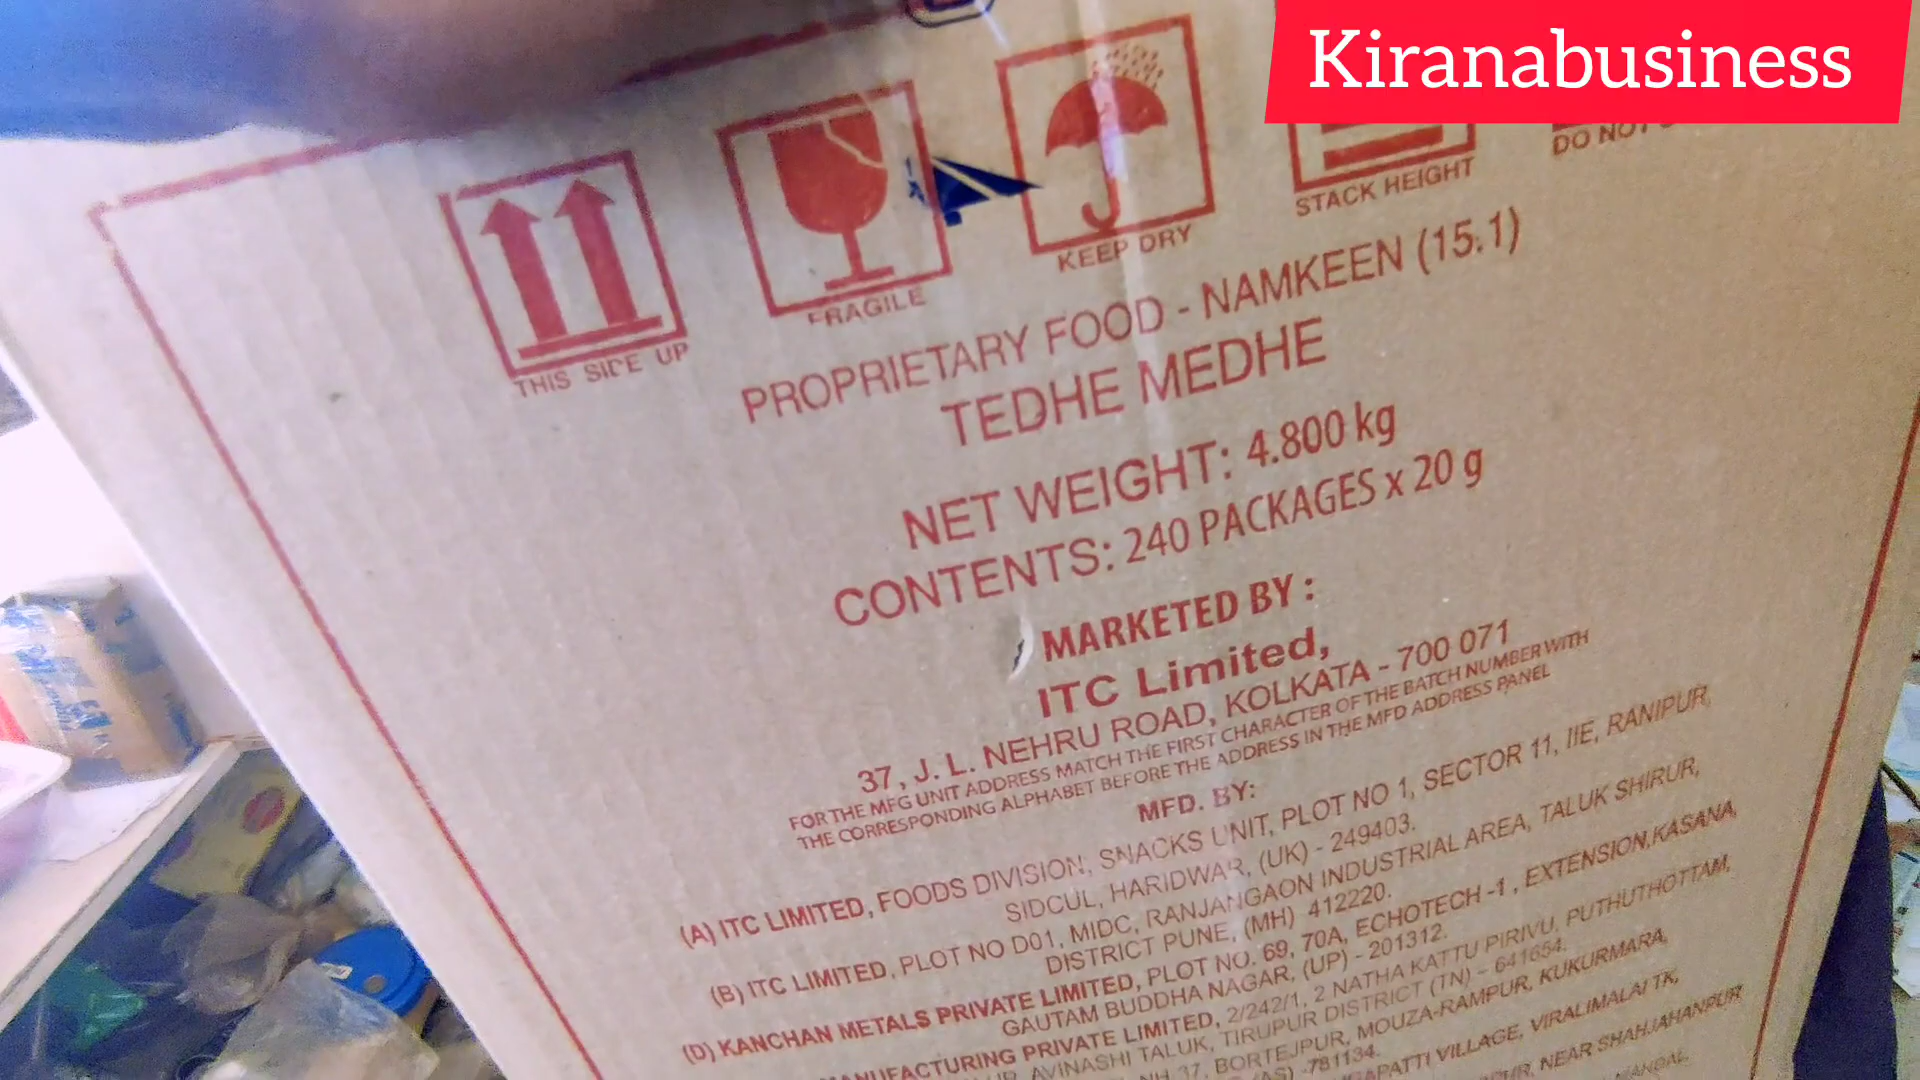 Kiranabusiness
THIS SIDE UP
FRAGILE
KEEP DRY
STACK HEIGHT
DO NOT
PROPRIETARY FOOD - NAMKEEN (15.1)
TEDHE MEDHE
NET WEIGHT: 4.800 kg
CONTENTS: 240 PACKAGES x 20 g
MARKETED BY :
ITC Limited,
37, J. L. NEHRU ROAD, KOLKATA - 700 071
FOR THE MFG UNIT ADDRESS MATCH THE FIRST CHARACTER OF THE BATCH NUMBER WITH
THE CORRESPONDING ALPHABET BEFORE THE ADDRESS IN THE MFD ADDRESS PANEL
MFD. BY:
(A) ITC LIMITED, FOODS DIVISION, SNACKS UNIT, PLOT NO 1, SECTOR 11, IIE, RANIPUR,
SIDCUL, HARIDWAR, (UK) - 249403.
(B) ITC LIMITED, PLOT NO D01, MIDC, RANJANGAON INDUSTRIAL AREA, TALUK SHIRUR,
DISTRICT PUNE, (MH) 412220.
(D) KANCHAN METALS PRIVATE LIMITED, PLOT NO. 69, 70A, ECHOTECH -1, EXTENSION,KASANA,
GAUTAM BUDDHA NAGAR, (UP) - 201312.
MANUFACTURING PRIVATE LIMITED, 2/242/1, 2 NATHA KATTU PIRIVU, PUTHUTHOTTAM,
AVINASHI TALUK, TIRUPUR DISTRICT (TN) - 641654.
NH 37, BORTEJPUR, MOUZA-RAMPUR, KUKURMARA,
(AS) -781134.
VILLAGE, VIRALIMALAI TK,
NEAR SHAHJAHANPUR